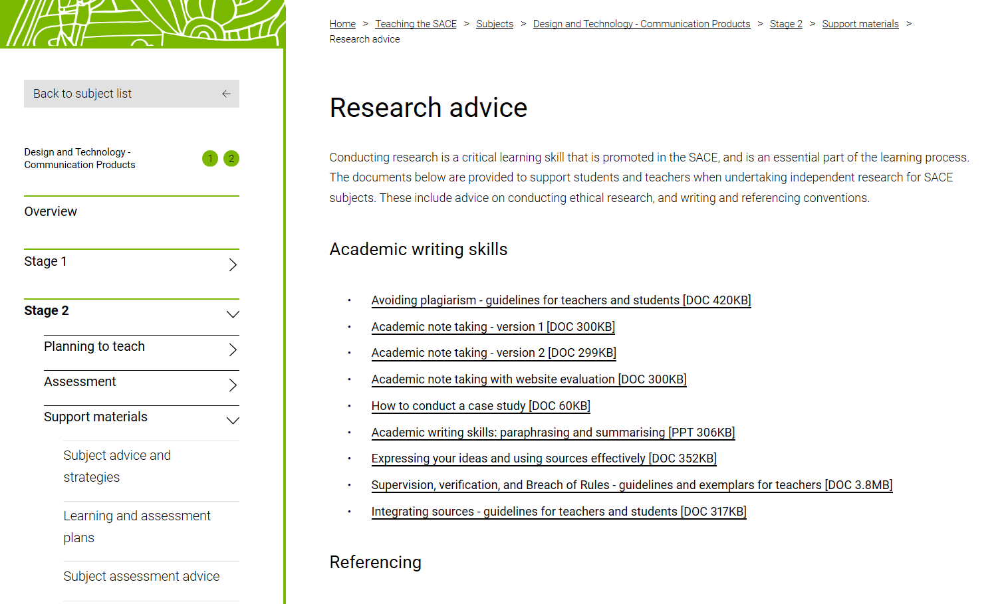 Home > Teaching the SACE > Subjects > Design and Technology - Communication Products > Stage 2 > Support materials >
Research advice
Back to subject list
Design and Technology -
Communication Products
1 2
Overview
Stage 1
Stage 2
Planning to teach
Assessment
Support materials
Subject advice and
strategies
Learning and assessment
plans
Subject assessment advice
Research advice
Conducting research is a critical learning skill that is promoted in the SACE, and is an essential part of the learning process.
The documents below are provided to support students and teachers when undertaking independent research for SACE
subjects. These include advice on conducting ethical research, and writing and referencing conventions.
Academic writing skills
• Avoiding plagiarism - guidelines for teachers and students [DOC 420KB]
• Academic note taking - version 1 [DOC 300KB]
• Academic note taking - version 2 [DOC 299KB]
• Academic note taking with website evaluation [DOC 300KB]
• How to conduct a case study [DOC 60KB]
• Academic writing skills: paraphrasing and summarising [PPT 306KB]
• Expressing your ideas and using sources effectively [DOC 352KB]
• Supervision, verification, and Breach of Rules - guidelines and exemplars for teachers [DOC 3.8MB]
• Integrating sources - guidelines for teachers and students [DOC 317KB]
Referencing